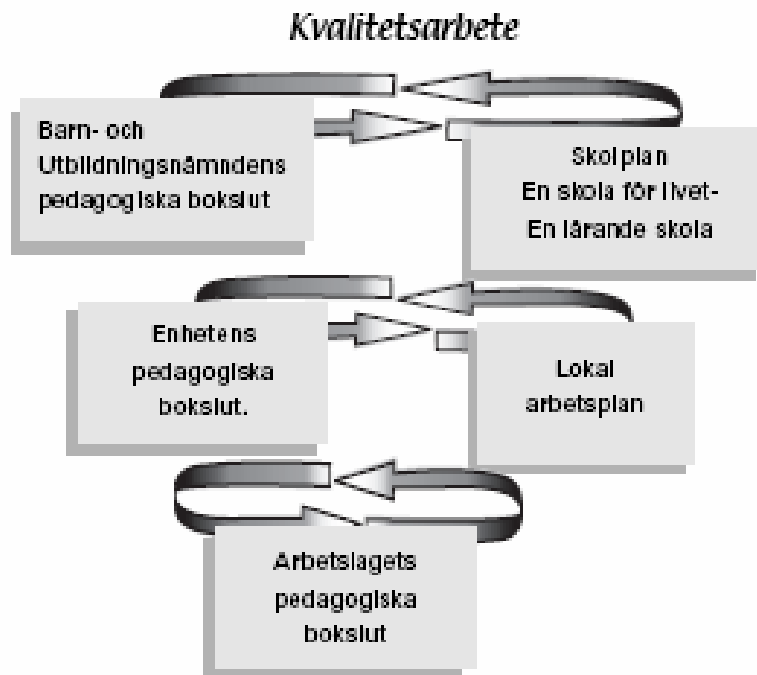 Kvalitetsarbete
Barn- och
Utbildningsnämndens
pedagogiska bokslut
Skolplan
En skola för livet-
En lärande skola
Enhetens
pedagogiska
bokslut.
Lokal
arbetsplan
Arbetslagets
pedagogiska
bokslut